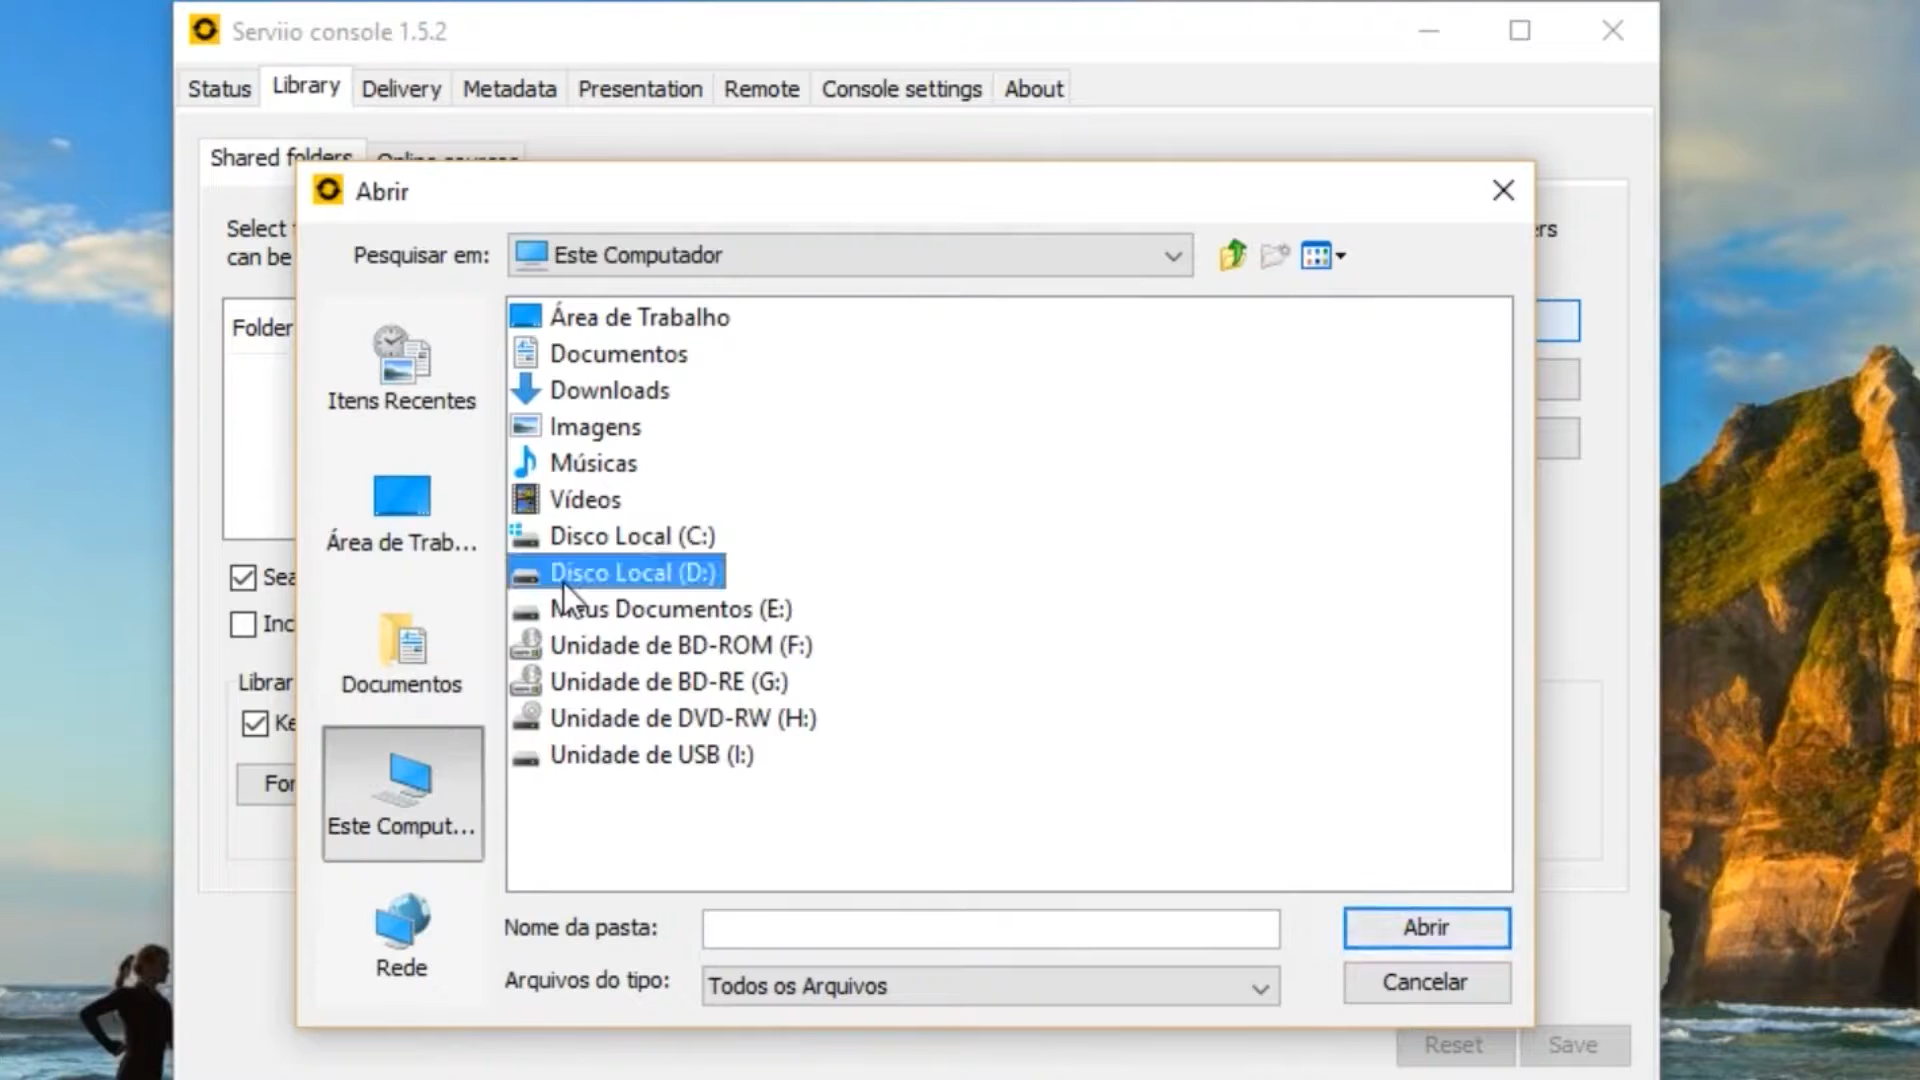 Serviio console 1.5.2
Status Library Delivery Metadata Presentation Remote Console settings About
Shared folders
Abrir
Select
can be
Pesquisar em: Este Computador
Folder
Área de Trabalho
Documentos
Downloads
Imagens
Músicas
Vídeos
Disco Local (C:)
Disco Local (D:)
Meus Documentos (E:)
Unidade de BD-ROM (F:)
Unidade de BD-RE (G:)
Unidade de DVD-RW (H:)
Unidade de USB (I:)
Itens Recentes
Área de Trab...
Documentos
Este Comput...
Rede
Nome da pasta:
Abrir
Arquivos do tipo: Todos os Arquivos
Cancelar
Reset Save